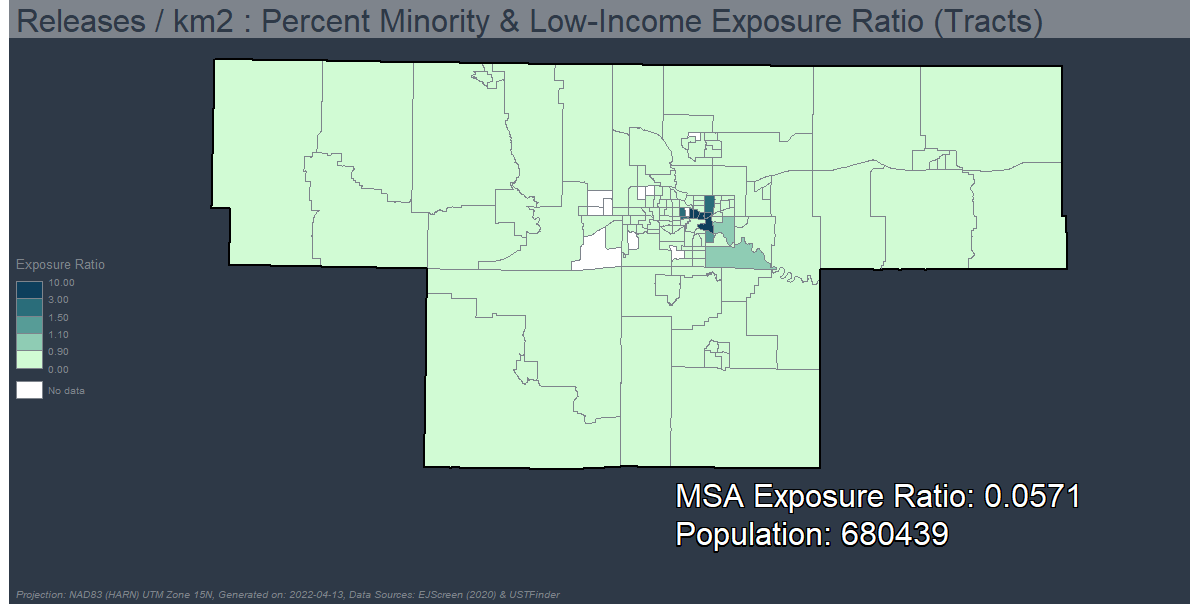 Releases / km2 : Percent Minority & Low-Income Exposure Ratio (Tracts)
Exposure Ratio
10.00
3.00
1.50
1.10
0.90
0.00
No data
MSA Exposure Ratio: 0.0571
Population: 680439
Projection: NAD83 (HARN) UTM Zone 15N, Generated on: 2022-04-13, Data Sources: EJScreen (2020) & USTFinder